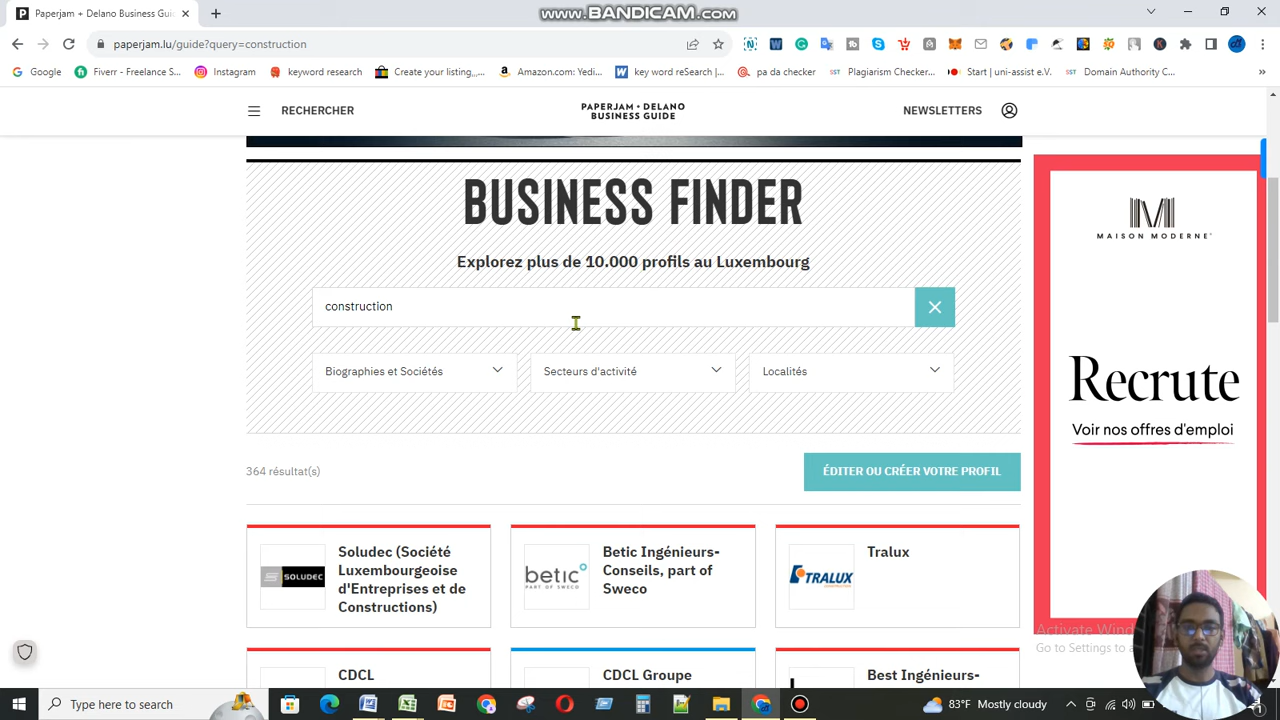 Paperjam + Delano Business Gui
www.BANDICAM.com
paperjam.lu/guide?query=construction
Google
Fiverr - Freelance S...
Instagram
keyword research
Create your listing,...
Amazon.com: Yedi...
key word reSearch |...
pa da checker
Plagiarism Checker...
Start | uni-assist e.V.
Domain Authority C...
RECHERCHER
PAPERJAM + DELANO
BUSINESS GUIDE
NEWSLETTERS
BUSINESS FINDER
Explorez plus de 10.000 profils au Luxembourg
construction
Biographies et Sociétés
Secteurs d'activité
Localités
364 résultat(s)
ÉDITER OU CRÉER VOTRE PROFIL
Soludec (Société
Luxembourgeoise
d'Entreprises et de
Constructions)
SOLUDEC
Betic Ingénieurs-
Conseils, part of
Sweco
betic
PART OF SWECO
Tralux
TRALUX
CDCL
CDCL Groupe
Best Ingénieurs-
MAISON MODERNE
Recrute
Voir nos offres d'emploi
Activate Wind
Go to Settings to a
Type here to search
83°F Mostly cloudy